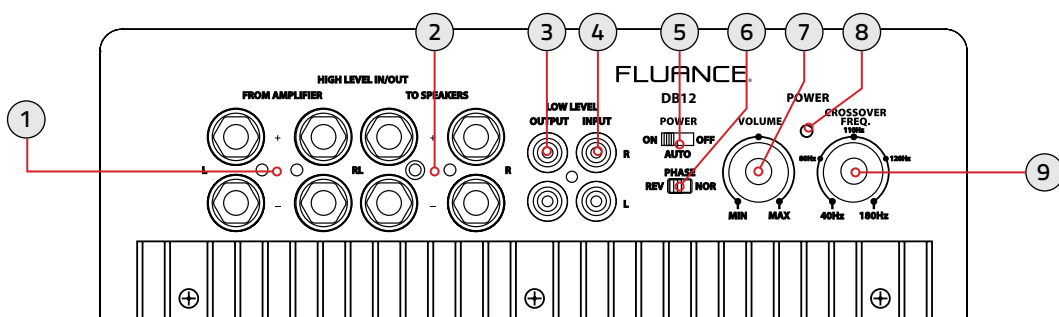 1 2 3 4 5 6 7 8 9
FLUANCE
HIGH LEVEL IN/OUT
FROM AMPLIFIER TO SPEAKERS
LOW LEVEL
OUTPUT INPUT
DB12
POWER
ON OFF
AUTO
PHASE
REV NOR
VOLUME
MIN MAX
POWER
CROSSOVER
FREQ.
110Hz
80Hz 120Hz
40Hz 180Hz
+ +
L RL R
- -
R
L